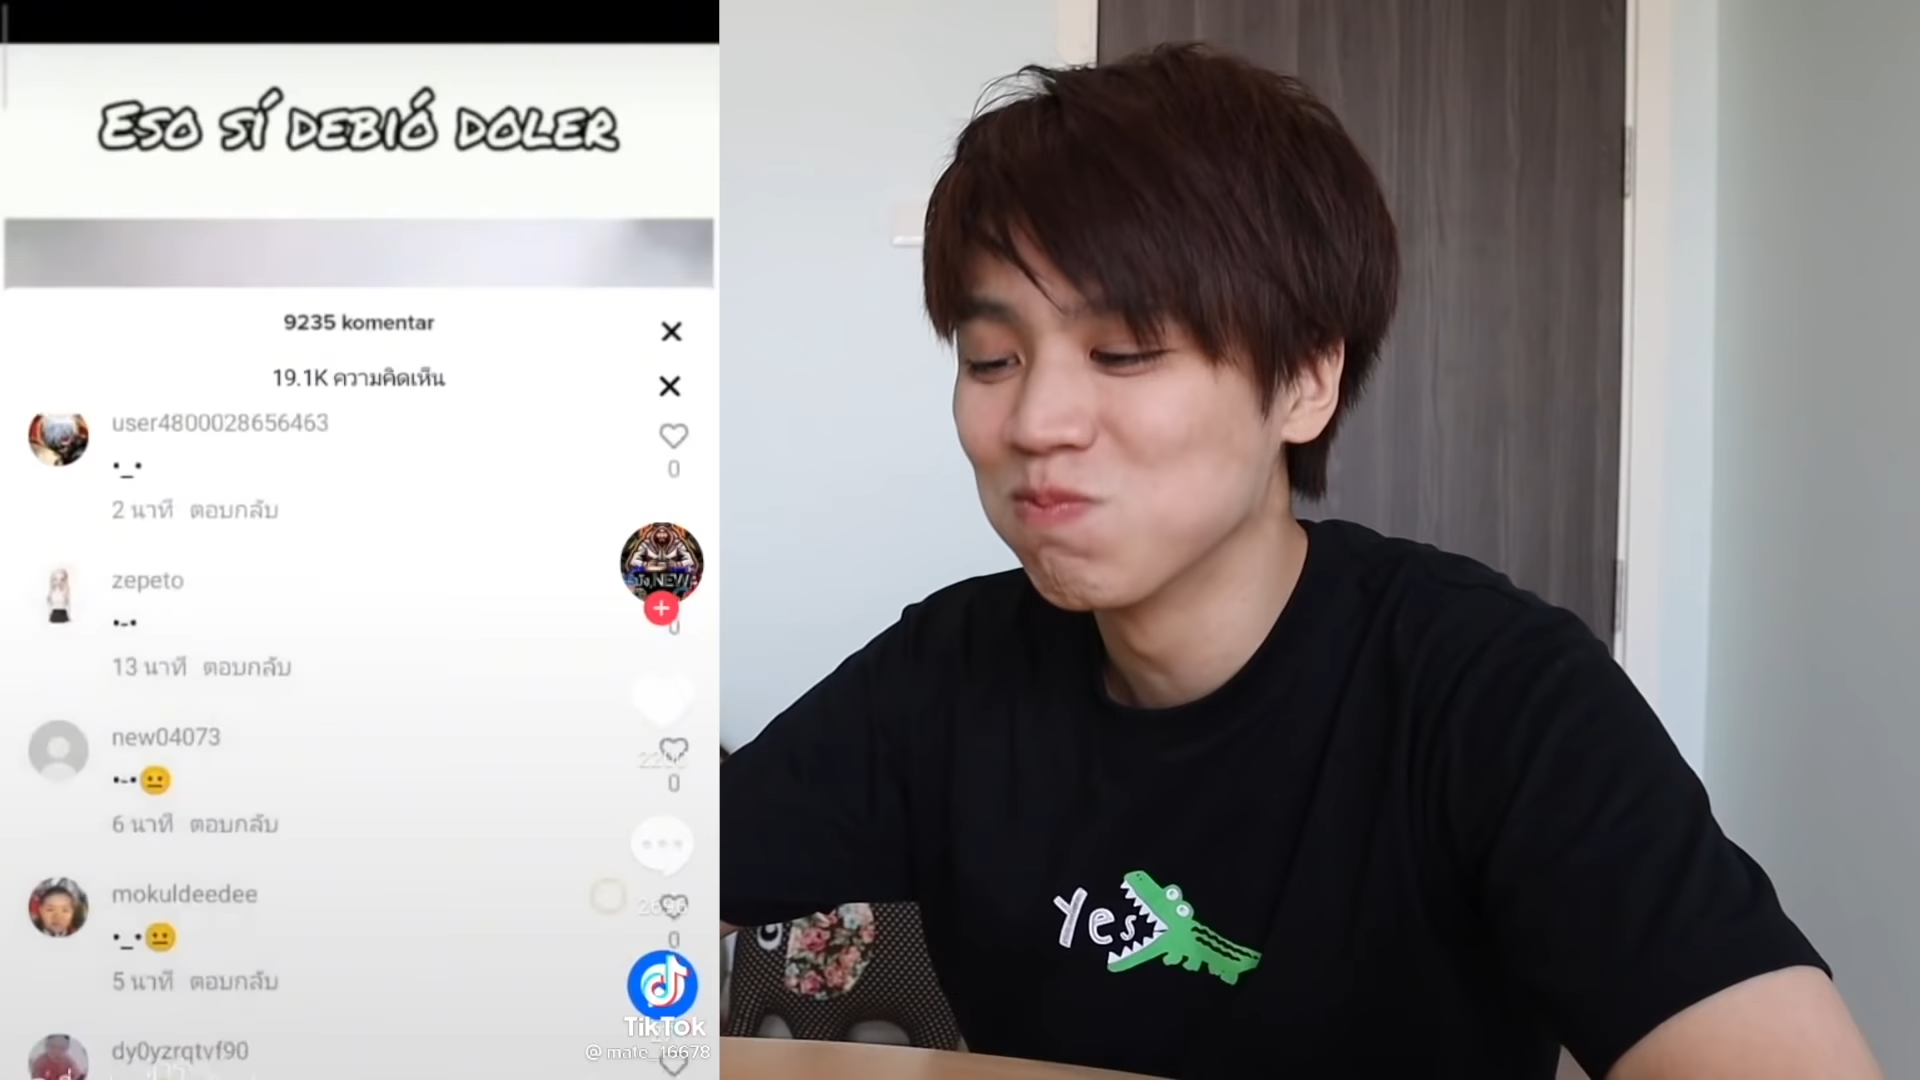 ESO SÍ DEBIÓ DOLER
9235 komentar
19.1K ความคิดเห็น
user4800028656463
•_•
0
2 นาที ตอบกลับ
zepeto
•-•
0
13 นาที ตอบกลับ
new04073
•-•😐
0
6 นาที ตอบกลับ
mokuldeedee
•_•😐
0
5 นาที ตอบกลับ
dy0yzrqtvf90
NEW
TikTok
@mate_16678
Yes